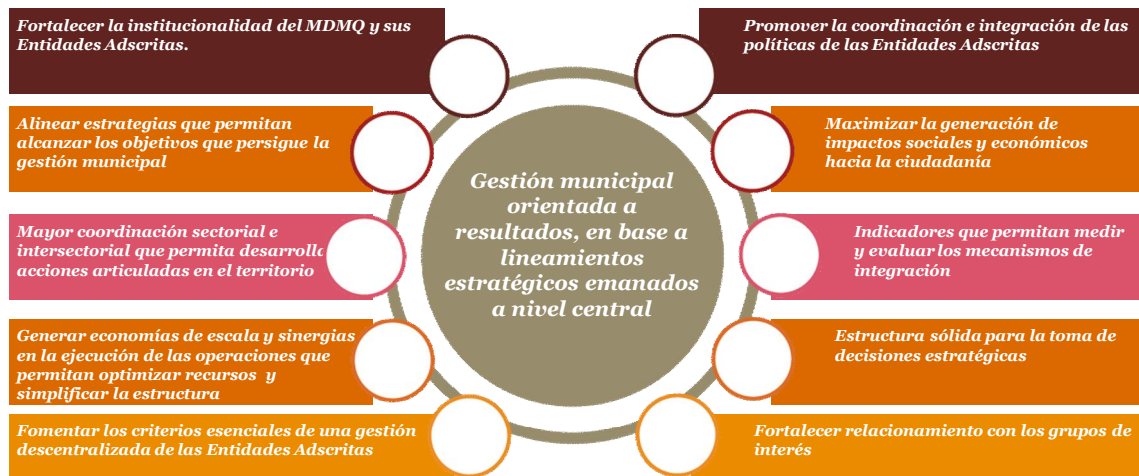 Fortalecer la institucionalidad del MDMQ y sus
Entidades Adscritas.
Alinear estrategias que permitan
alcanzar los objetivos que persigue la
gestión municipal
Mayor coordinación sectorial e
intersectorial que permita desarrolla
acciones articuladas en el territorio
Generar economías de escala y sinergias
en la ejecución de las operaciones que
permitan optimizar recursos y
simplificar la estructura
Fomentar los criterios esenciales de una gestión
descentralizada de las Entidades Adscritas
Gestión municipal
orientada a
resultados, en base a
lineamientos
estratégicos emanados
a nivel central
Promover la coordinación e integración de las
políticas de las Entidades Adscritas
Maximizar la generación de
impactos sociales y económicos
hacia la ciudadanía
Indicadores que permitan medir
y evaluar los mecanismos de
integración
Estructura sólida para la toma de
decisiones estratégicas
Fortalecer relacionamiento con los grupos de
interés